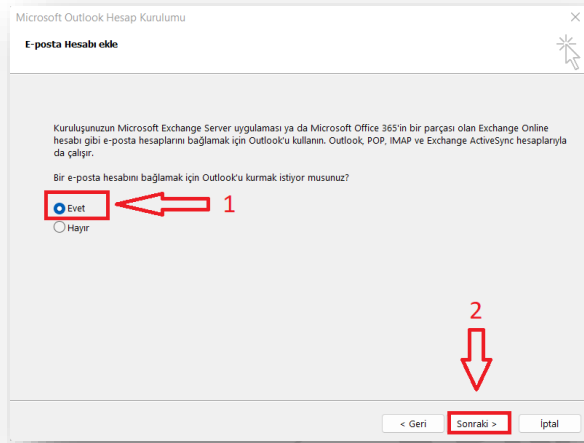 Microsoft Outlook Hesap Kurulumu
E-posta Hesabı ekle
Kuruluşunuzun Microsoft Exchange Server uygulaması ya da Microsoft Office 365'in bir parçası olan Exchange Online
hesabı gibi e-posta hesaplarını bağlamak için Outlook'u kullanın. Outlook, POP, IMAP ve Exchange ActiveSync hesaplarıyla
da çalışır.
Bir e-posta hesabını bağlamak için Outlook'u kurmak istiyor musunuz?
Evet 1
Hayır
2
< Geri Sonraki > İptal